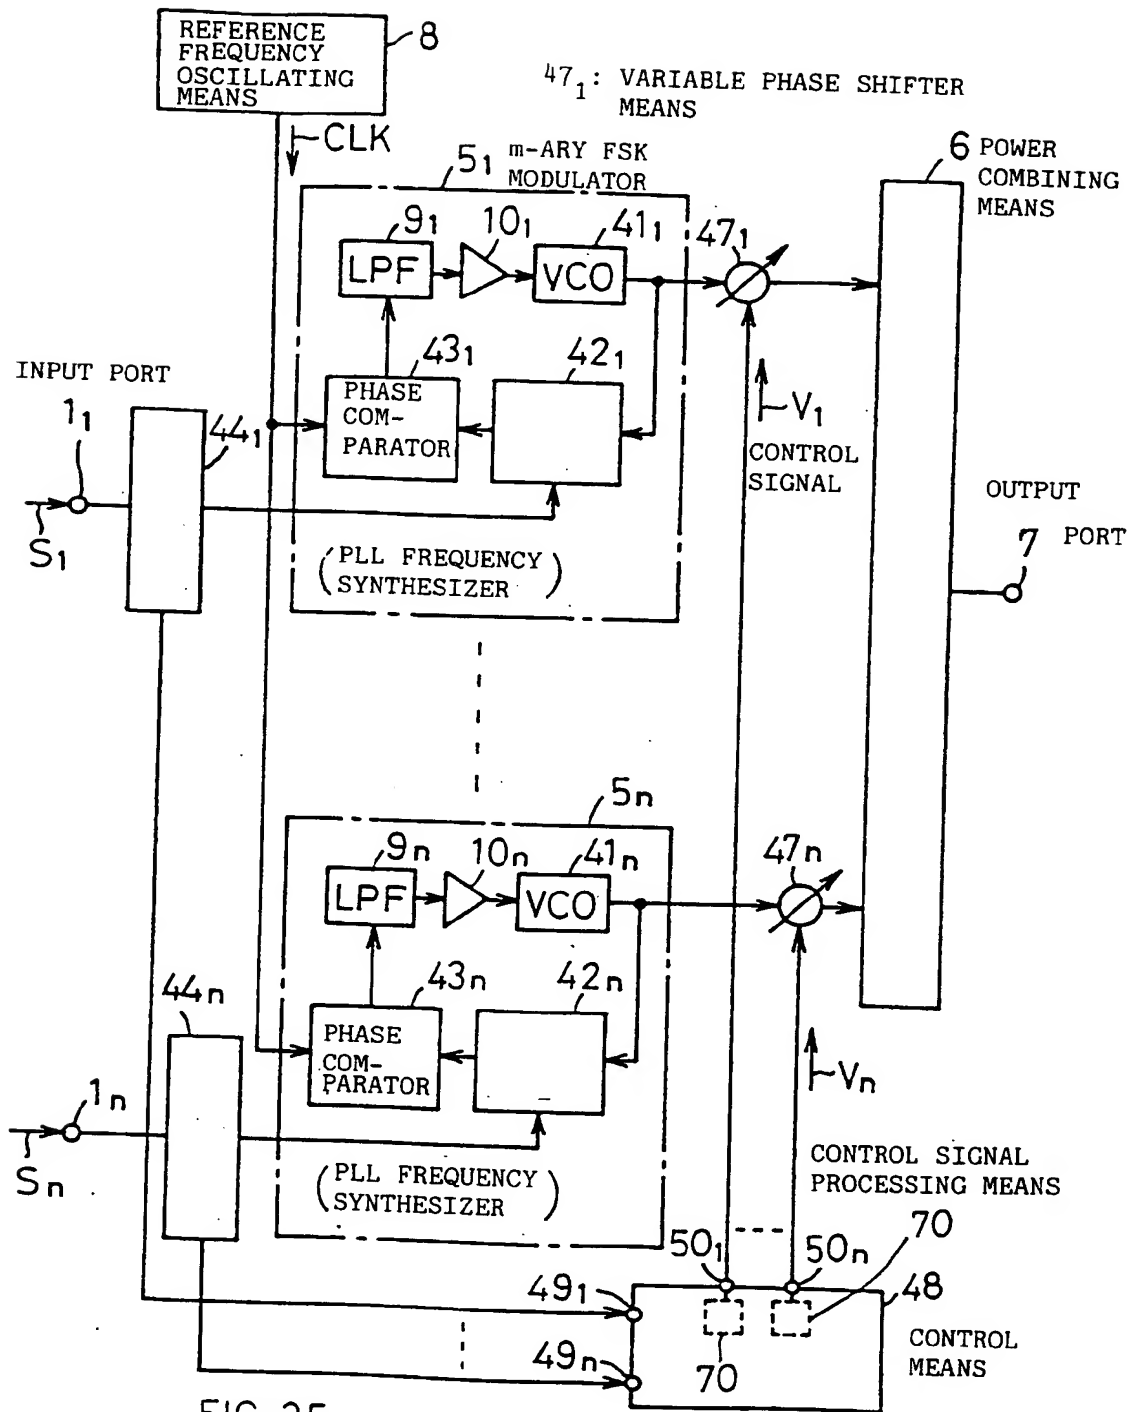 REFERENCE
FREQUENCY
OSCILLATING
MEANS
8
47₁: VARIABLE PHASE SHIFTER
MEANS
CLK
5₁
m-ARY FSK
MODULATOR
6 POWER
COMBINING
MEANS
9₁
10₁
41₁
47₁
LPF
VCO
INPUT PORT
1₁
44₁
43₁
42₁
PHASE
COM-
PARATOR
V₁
CONTROL
SIGNAL
OUTPUT
7 PORT
S₁
(PLL FREQUENCY
SYNTHESIZER)
5n
9n
10n
41n
47n
LPF
VCO
44n
43n
42n
PHASE
COM-
PARATOR
Vn
1n
Sn
(PLL FREQUENCY
SYNTHESIZER)
CONTROL SIGNAL
PROCESSING MEANS
70
50₁
50n
49₁
48
CONTROL
MEANS
49n
70